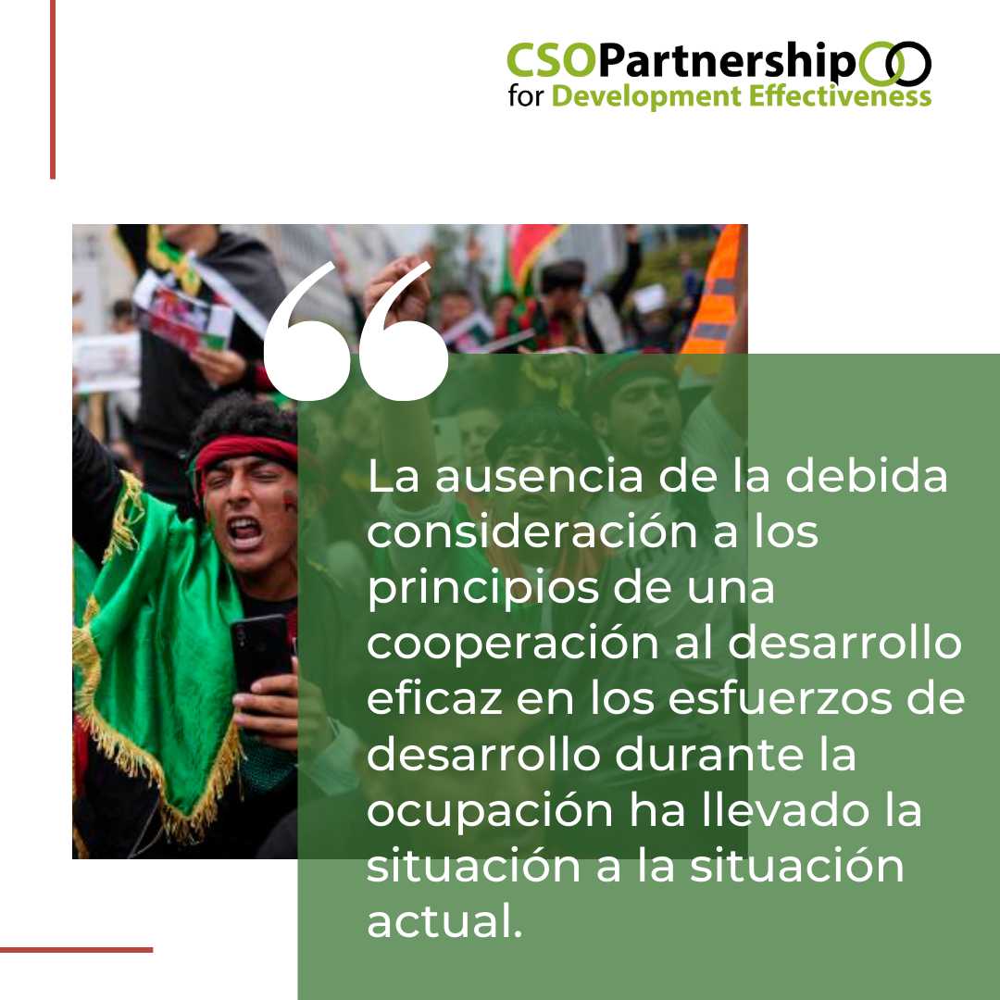 CSOPartnership
for Development Effectiveness
“
La ausencia de la debida
consideración a los
principios de una
cooperación al desarrollo
eficaz en los esfuerzos de
desarrollo durante la
ocupación ha llevado la
situación a la situación
actual.